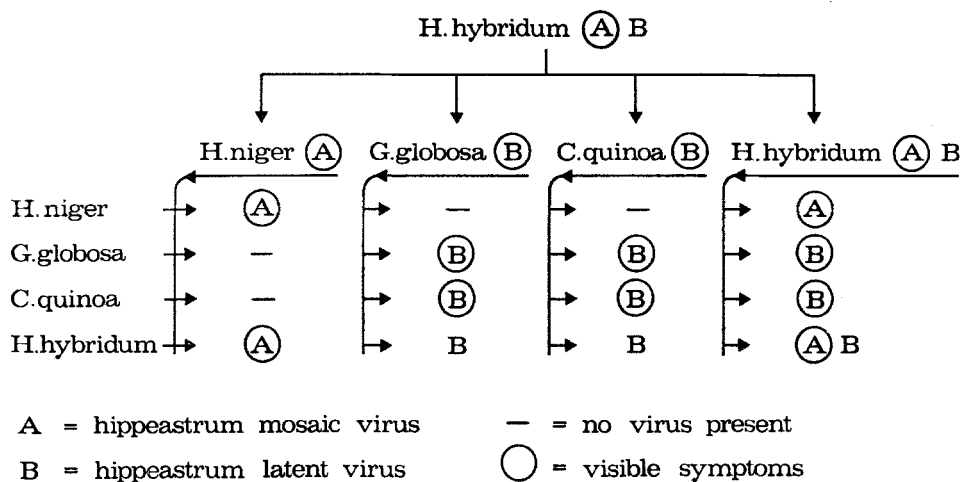 H. hybridum A B
H. niger A G. globosa B C. quinoa B H. hybridum A B
H. niger A – – A
G. globosa – B B B
C. quinoa – B B B
H. hybridum A B B A B
A = hippeastrum mosaic virus – = no virus present
B = hippeastrum latent virus = visible symptoms